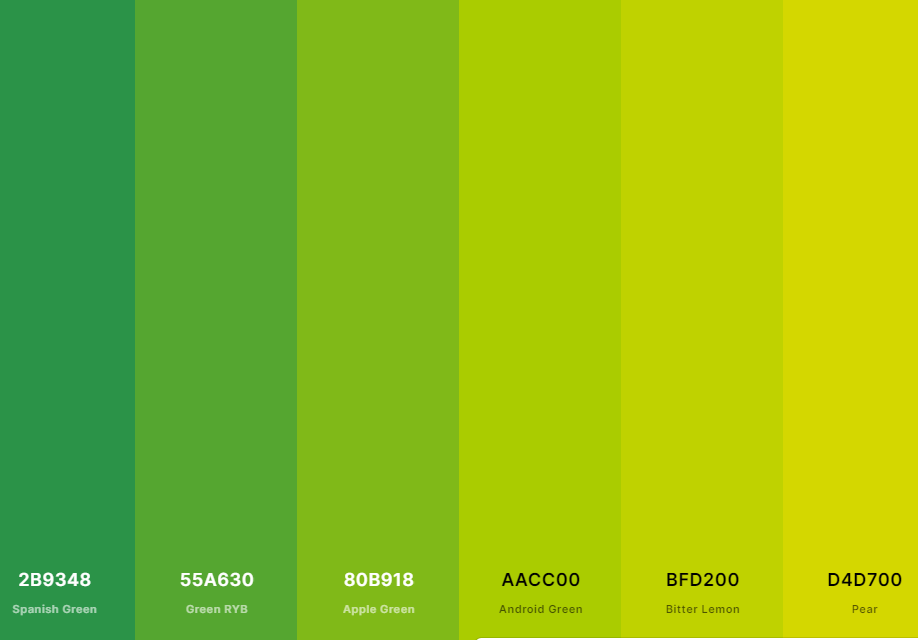 2B9348
Spanish Green
55A630
Green RYB
80B918
Apple Green
AACC00
Android Green
BFD200
Bitter Lemon
D4D700
Pear